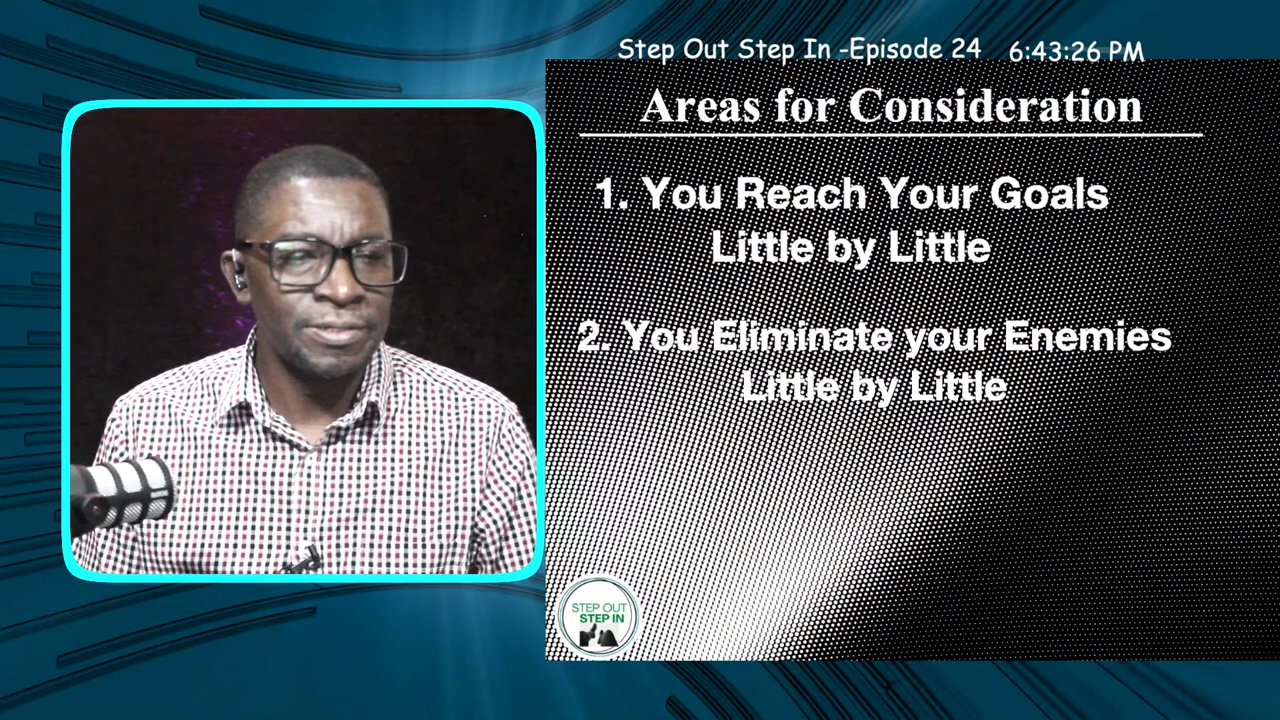 Step Out Step In -Episode 24 6:43:26 PM
Areas for Consideration
1. You Reach Your Goals
Little by Little
2. You Eliminate your Enemies
Little by Little
STEP OUT
STEP IN